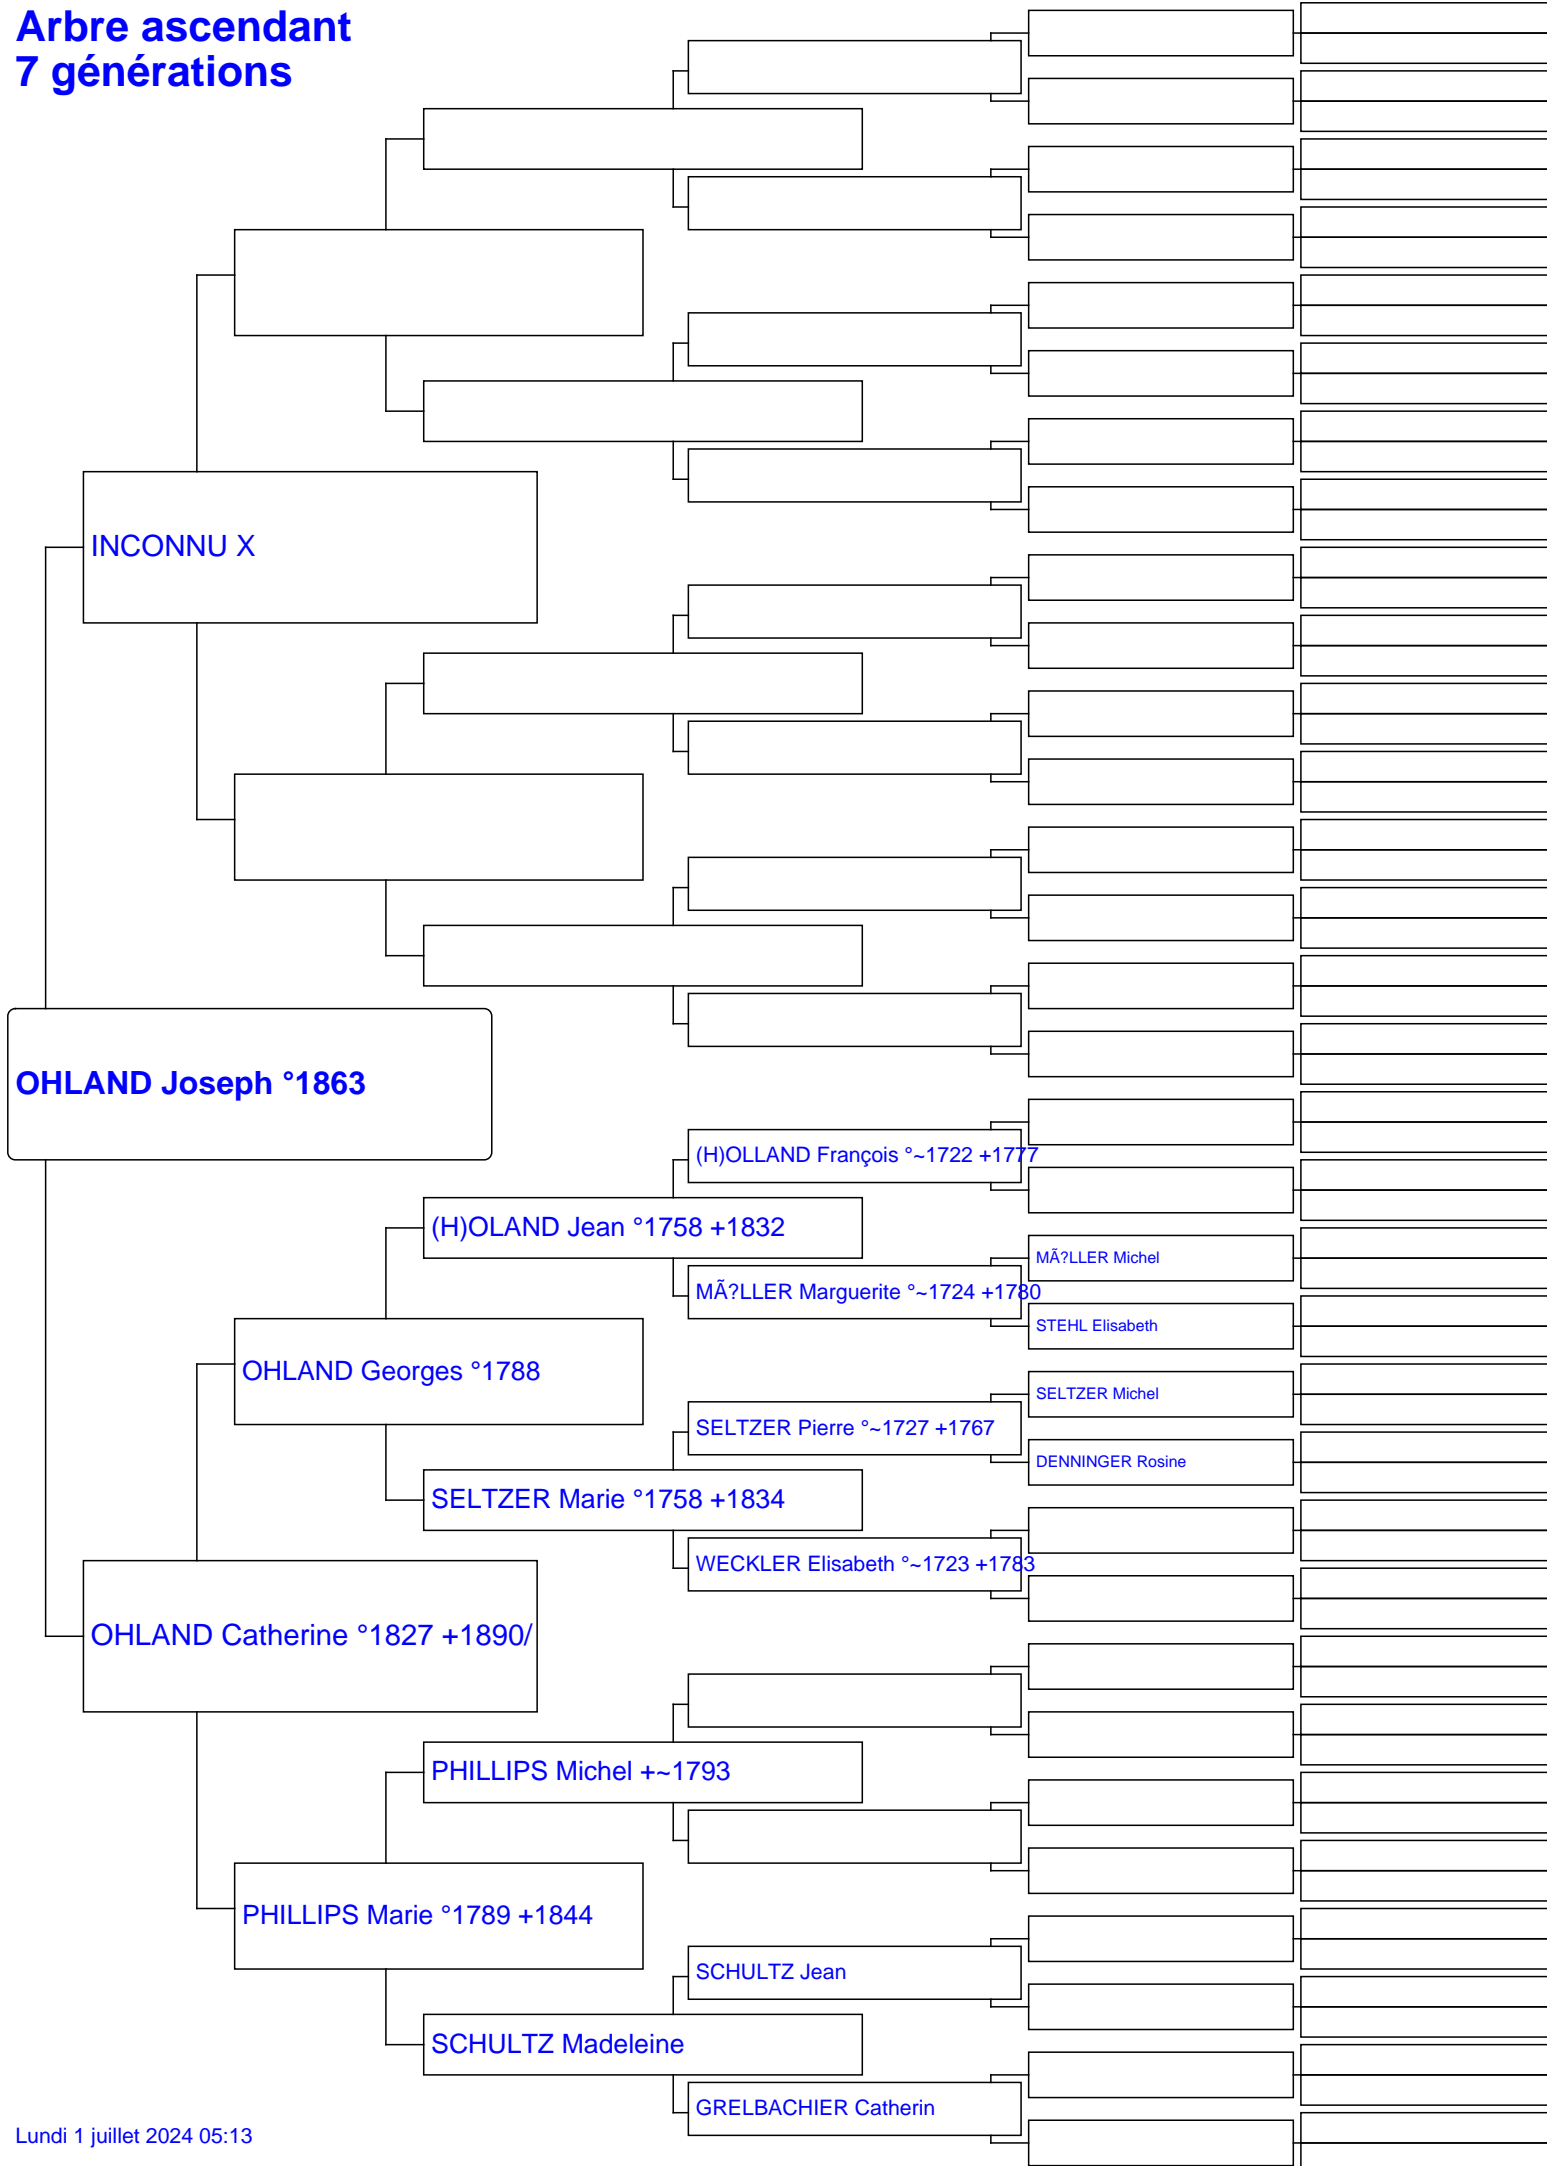 Arbre ascendant
7 générations
INCONNU X
OHLAND Joseph °1863
(H)OLLAND François °~1722 +1777
(H)OLAND Jean °1758 +1832
MÃ?LLER Michel
MÃ?LLER Marguerite °~1724 +1780
STEHL Elisabeth
OHLAND Georges °1788
SELTZER Michel
SELTZER Pierre °~1727 +1767
DENNINGER Rosine
SELTZER Marie °1758 +1834
WECKLER Elisabeth °~1723 +1783
OHLAND Catherine °1827 +1890/
PHILLIPS Michel +~1793
PHILLIPS Marie °1789 +1844
SCHULTZ Jean
SCHULTZ Madeleine
GRELBACHIER Catherin
Lundi 1 juillet 2024 05:13